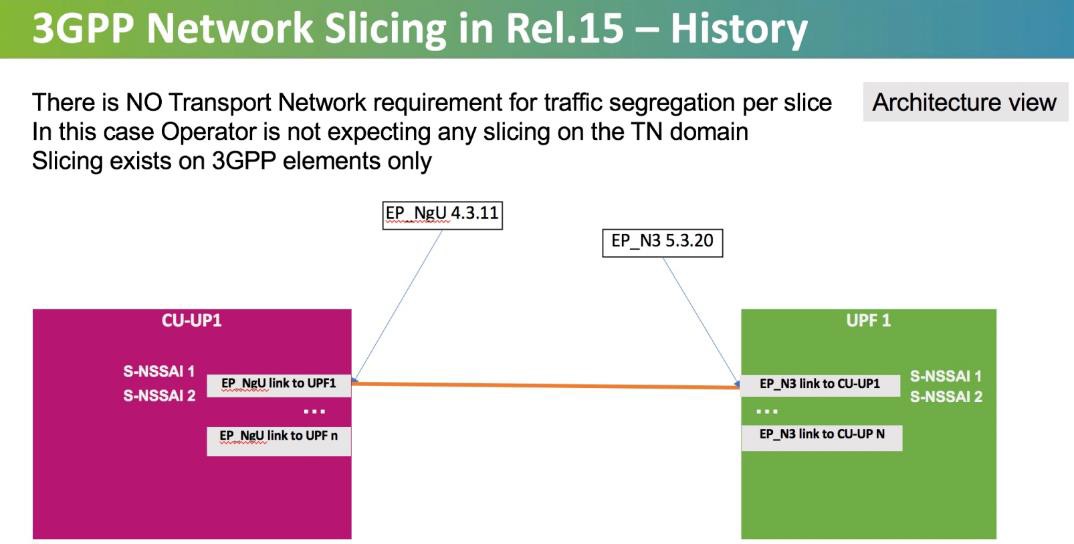 3GPP Network Slicing in Rel.15 – History
There is NO Transport Network requirement for traffic segregation per slice
In this case Operator is not expecting any slicing on the TN domain
Slicing exists on 3GPP elements only
Architecture view
EP_NgU 4.3.11
EP_N3 5.3.20
CU-UP1
S-NSSAI 1
S-NSSAI 2
EP_NgU link to UPF1
...
EP_NgU link to UPF n
UPF 1
EP_N3 link to CU-UP1
...
EP_N3 link to CU-UP N
S-NSSAI 1
S-NSSAI 2